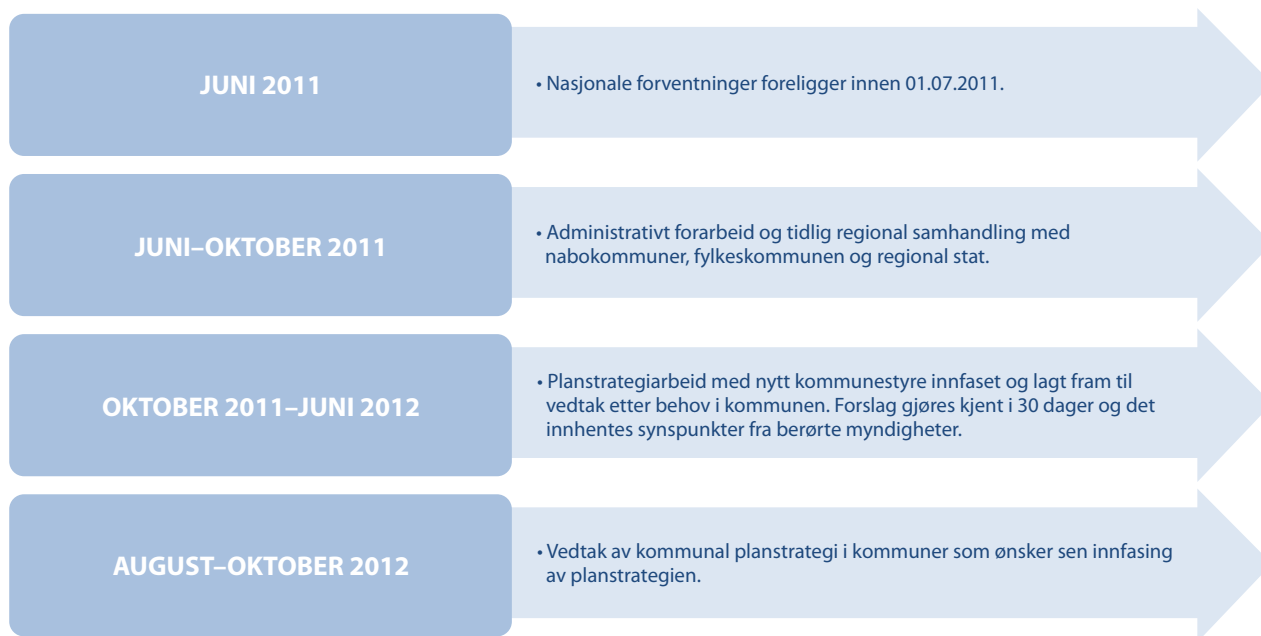 JUNI 2011
• Nasjonale forventninger foreligger innen 01.07.2011.
JUNI–OKTOBER 2011
• Administrativt forarbeid og tidlig regional samhandling med
nabokommuner, fylkeskommunen og regional stat.
OKTOBER 2011–JUNI 2012
• Planstrategiarbeid med nytt kommunestyre innfaset og lagt fram til
vedtak etter behov i kommunen. Forslag gjøres kjent i 30 dager og det
innhentes synspunkter fra berørte myndigheter.
AUGUST–OKTOBER 2012
• Vedtak av kommunal planstrategi i kommuner som ønsker sen innfasing
av planstrategien.